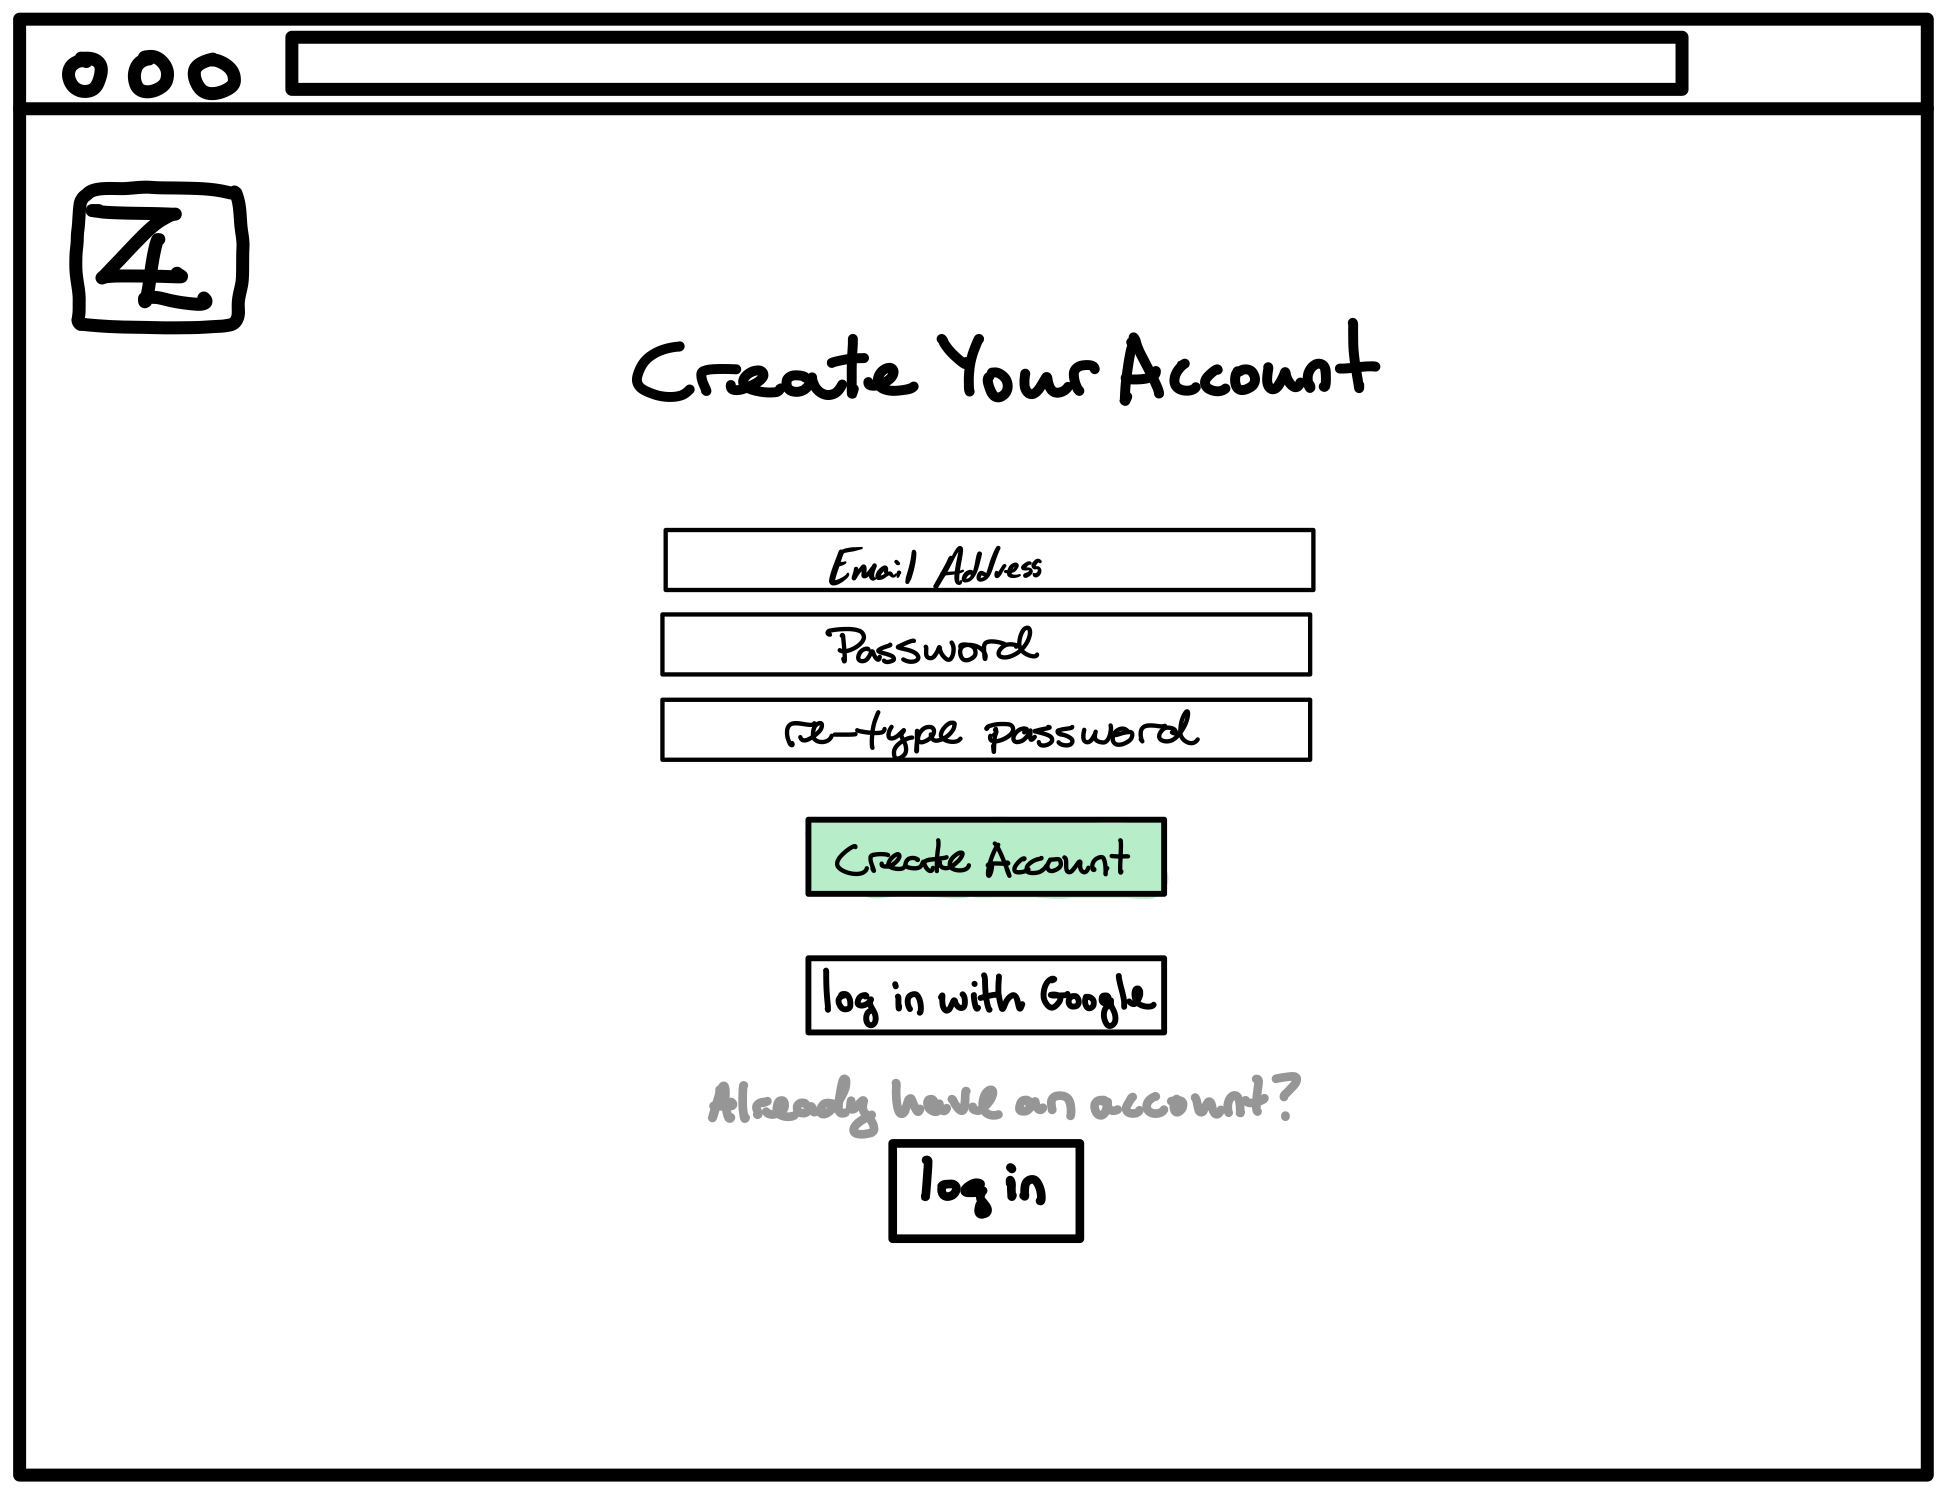 ZL
Create Your Account
Email Address
Password
re-type password
Create Account
log in with Google
Already have an account?
log in